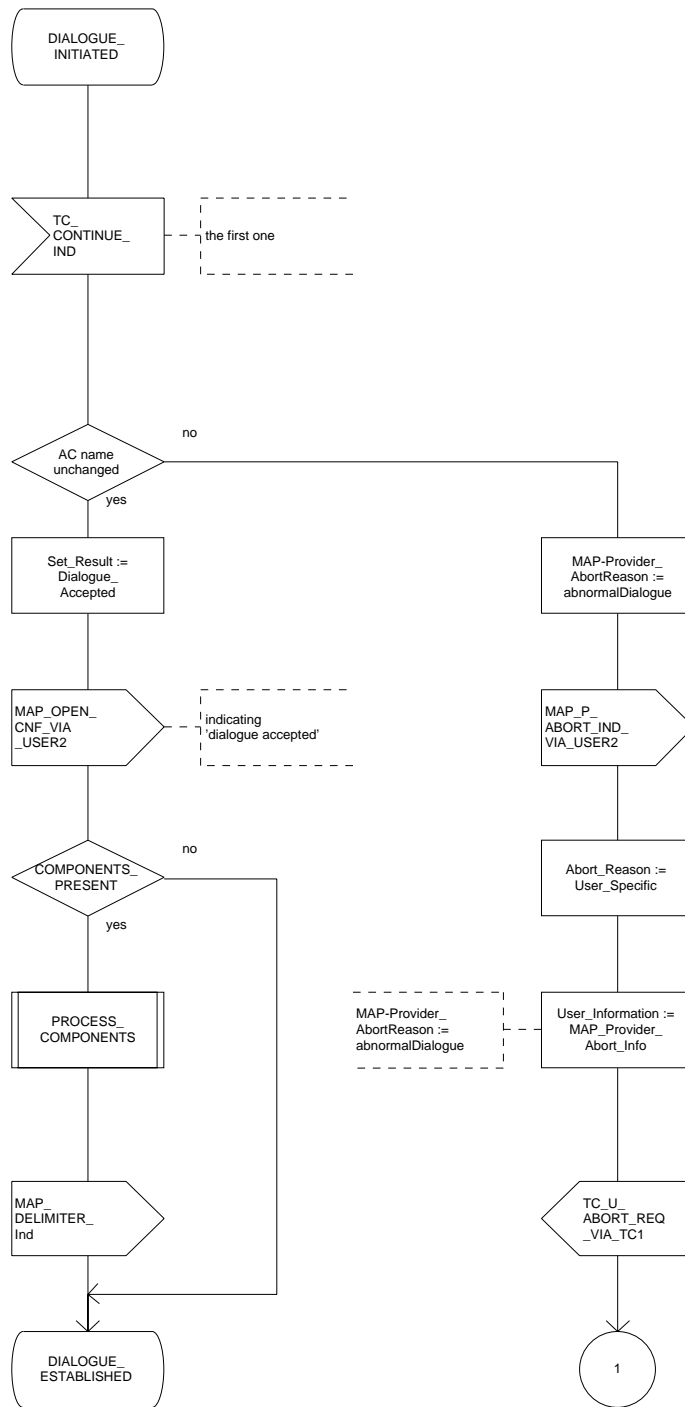 DIALOGUE_
INITIATED
TC_
CONTINUE_
IND
the first one
no
AC name
unchanged
yes
Set_Result :=
Dialogue_
Accepted
MAP-Provider_
AbortReason :=
abnormalDialogue
MAP_OPEN_
CNF_VIA
_USER2
indicating
'dialogue accepted'
MAP_P_
ABORT_IND_
VIA_USER2
no
COMPONENTS_
PRESENT
yes
Abort_Reason :=
User_Specific
PROCESS_
COMPONENTS
MAP-Provider_
AbortReason :=
abnormalDialogue
User_Information :=
MAP_Provider_
Abort_Info
MAP_
DELIMITER_
Ind
TC_U_
ABORT_REQ
_VIA_TC1
DIALOGUE_
ESTABLISHED
1